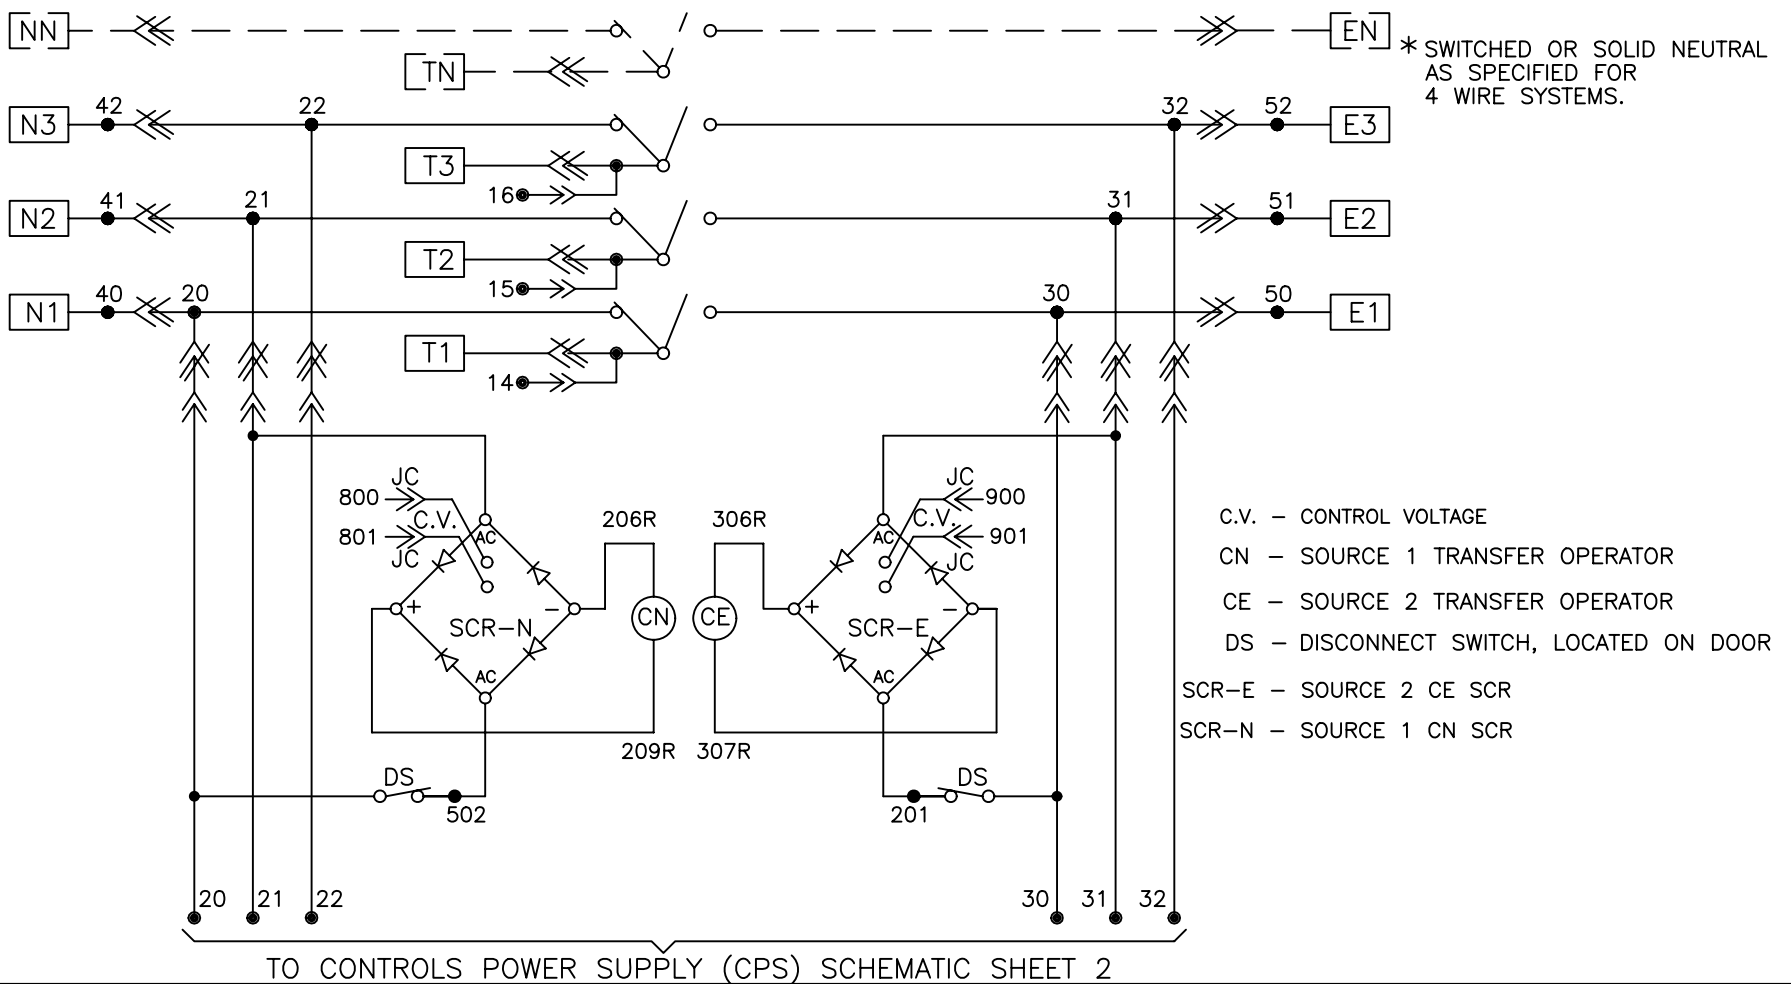 NN
EN
* SWITCHED OR SOLID NEUTRAL
AS SPECIFIED FOR
4 WIRE SYSTEMS.
TN
42
22
32
52
N3
E3
T3
16
41
21
31
51
N2
E2
T2
15
40
20
30
50
N1
E1
T1
14
JC
JC
800
900
C.V.
C.V.
206R
306R
801
AC
AC
901
JC
JC
C.V. – CONTROL VOLTAGE
CN – SOURCE 1 TRANSFER OPERATOR
+
–
+
–
CE – SOURCE 2 TRANSFER OPERATOR
SCR–N
CN
CE
SCR–E
DS – DISCONNECT SWITCH, LOCATED ON DOOR
AC
AC
SCR–E – SOURCE 2 CE SCR
SCR–N – SOURCE 1 CN SCR
209R
307R
DS
DS
502
201
20
21
22
30
31
32
TO CONTROLS POWER SUPPLY (CPS) SCHEMATIC SHEET 2